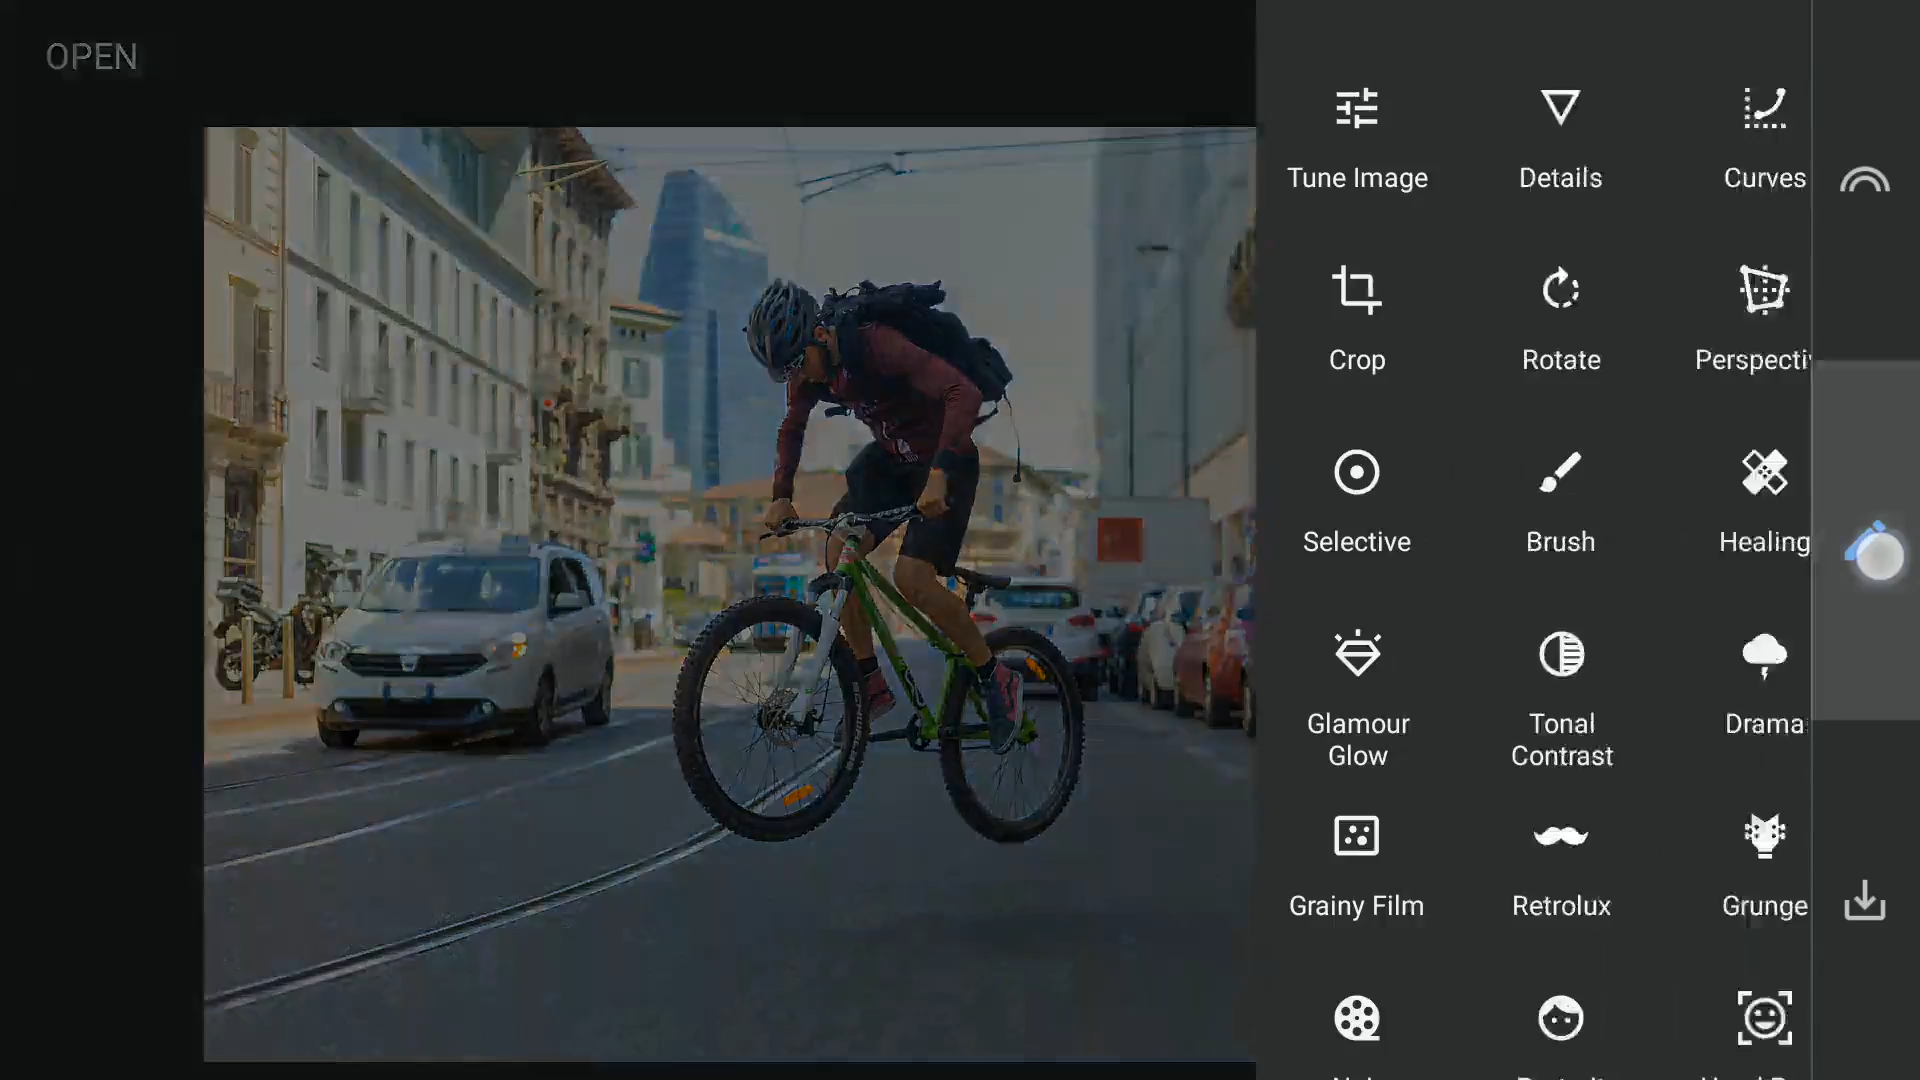 OPEN
Tune Image
Details
Curves
Crop
Rotate
Perspecti
Selective
Brush
Healing
Glamour
Glow
Tonal
Contrast
Drama
Grainy Film
Retrolux
Grunge